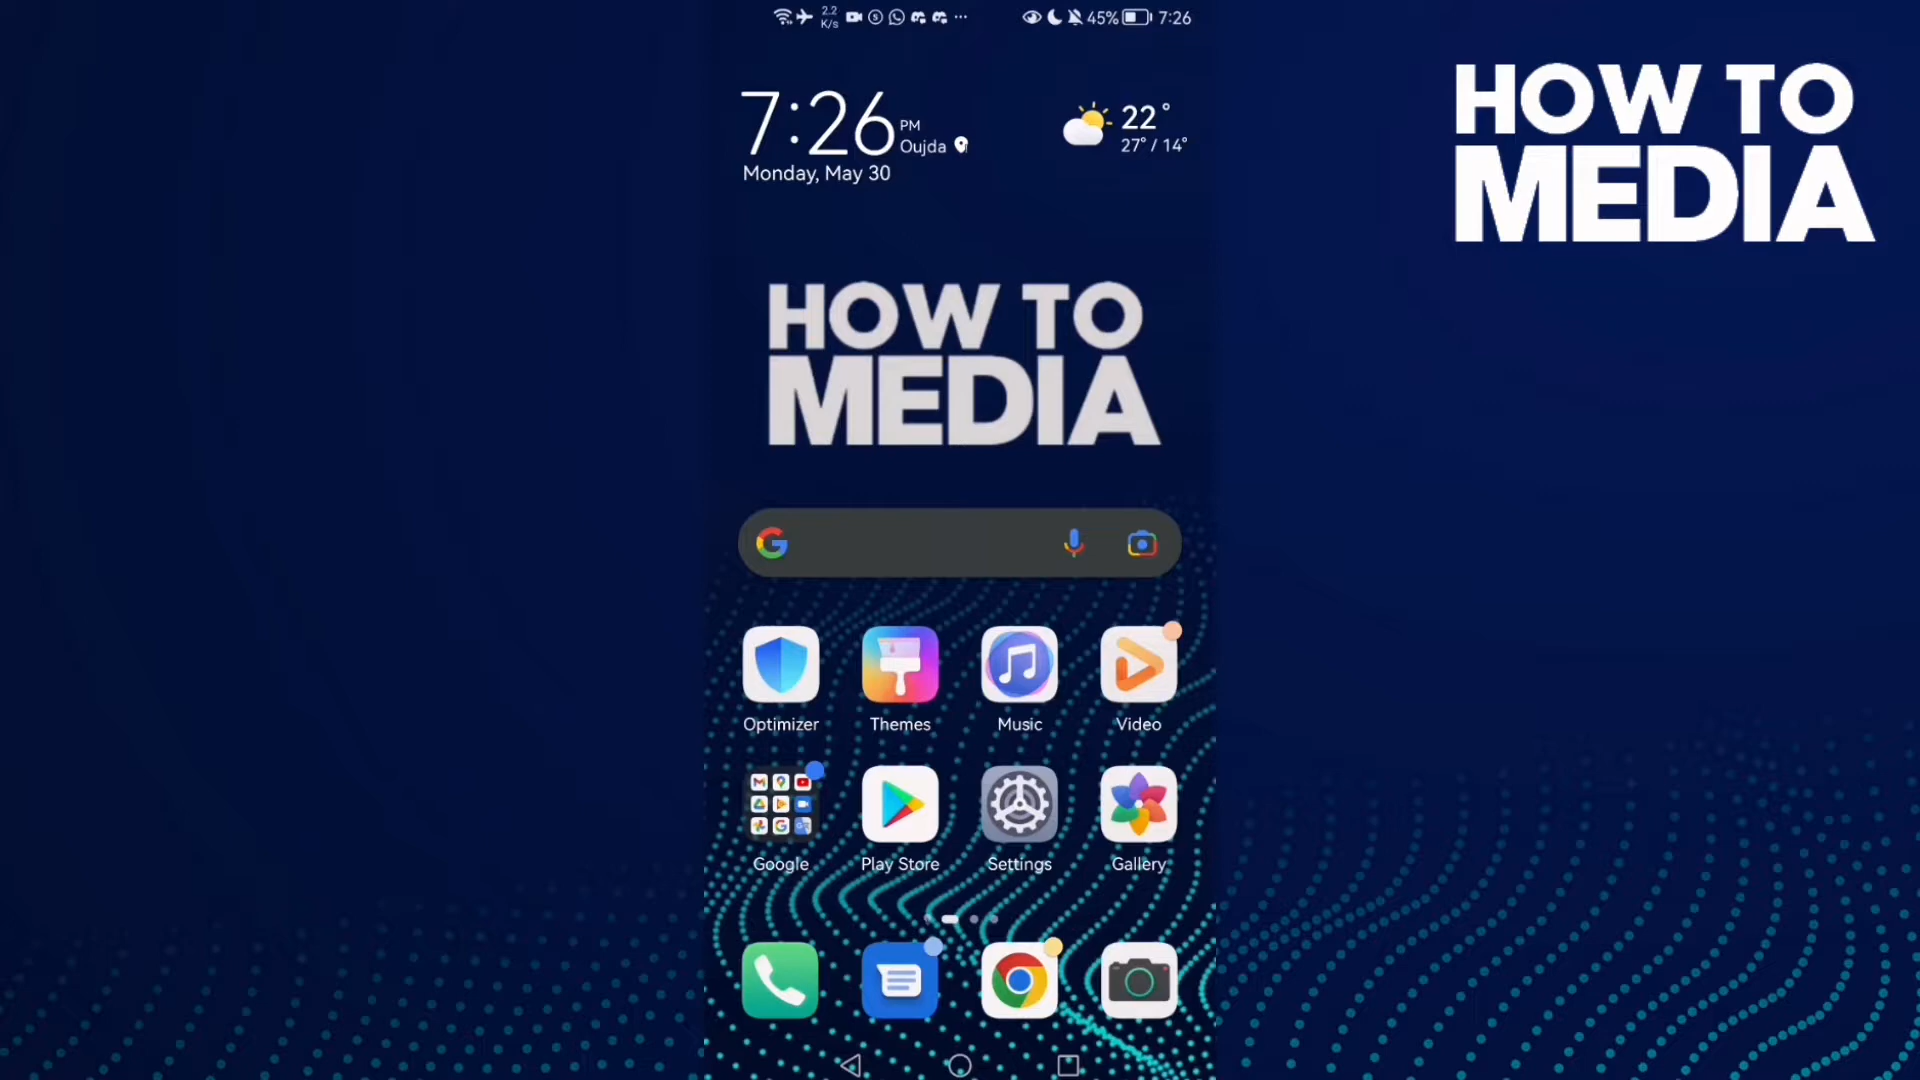 2.2
K/s
45%
7:26
HOW TO
MEDIA
7:26
PM
Oujda
Monday, May 30
22°
27° / 14°
HOW TO
MEDIA
Optimizer
Themes
Music
Video
Google
Play Store
Settings
Gallery